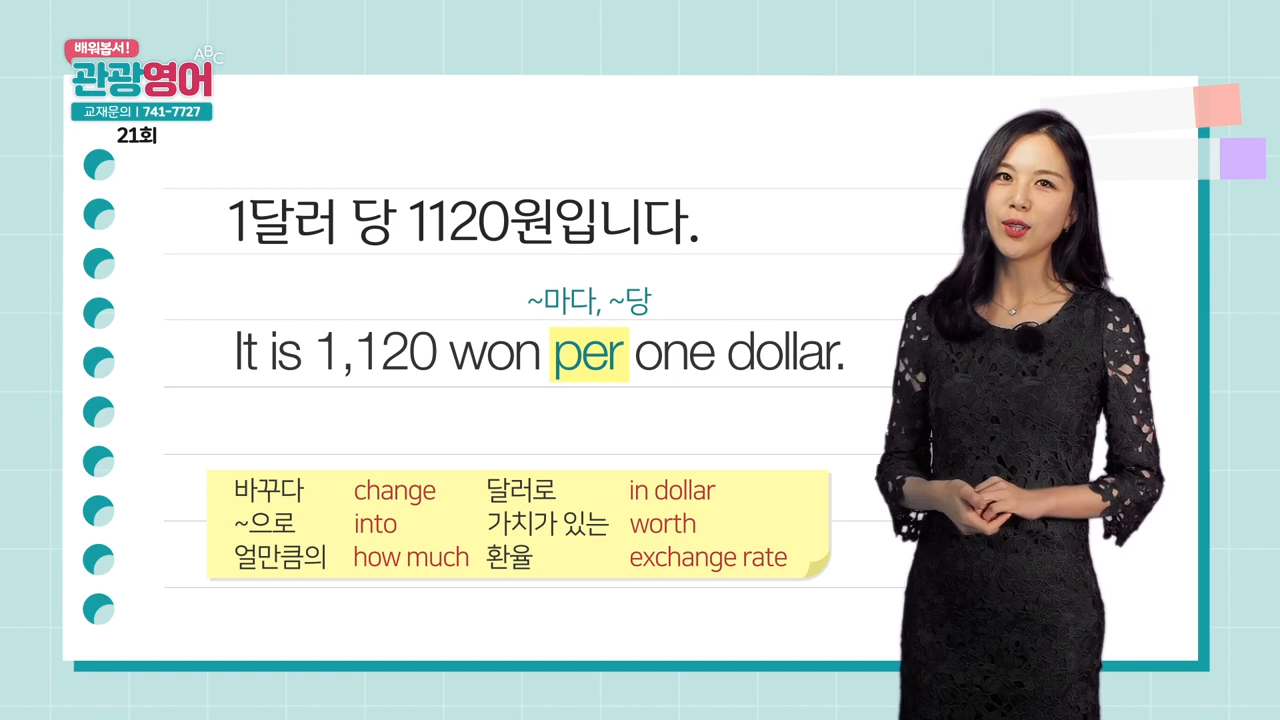 배워봅서!
ABC
관광영어
교재문의 | 741-7727
21회
1달러 당 1120원입니다.
~마다, ~당
It is 1,120 won per one dollar.
바꾸다 change 달러로 in dollar
~으로 into 가치가 있는 worth
얼만큼의 how much 환율 exchange rate